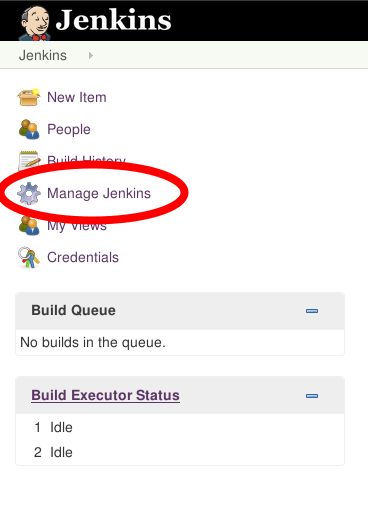 Jenkins
Jenkins
New Item
People
Build History
Manage Jenkins
My Views
Credentials
Build Queue
No builds in the queue.
Build Executor Status
1 Idle
2 Idle